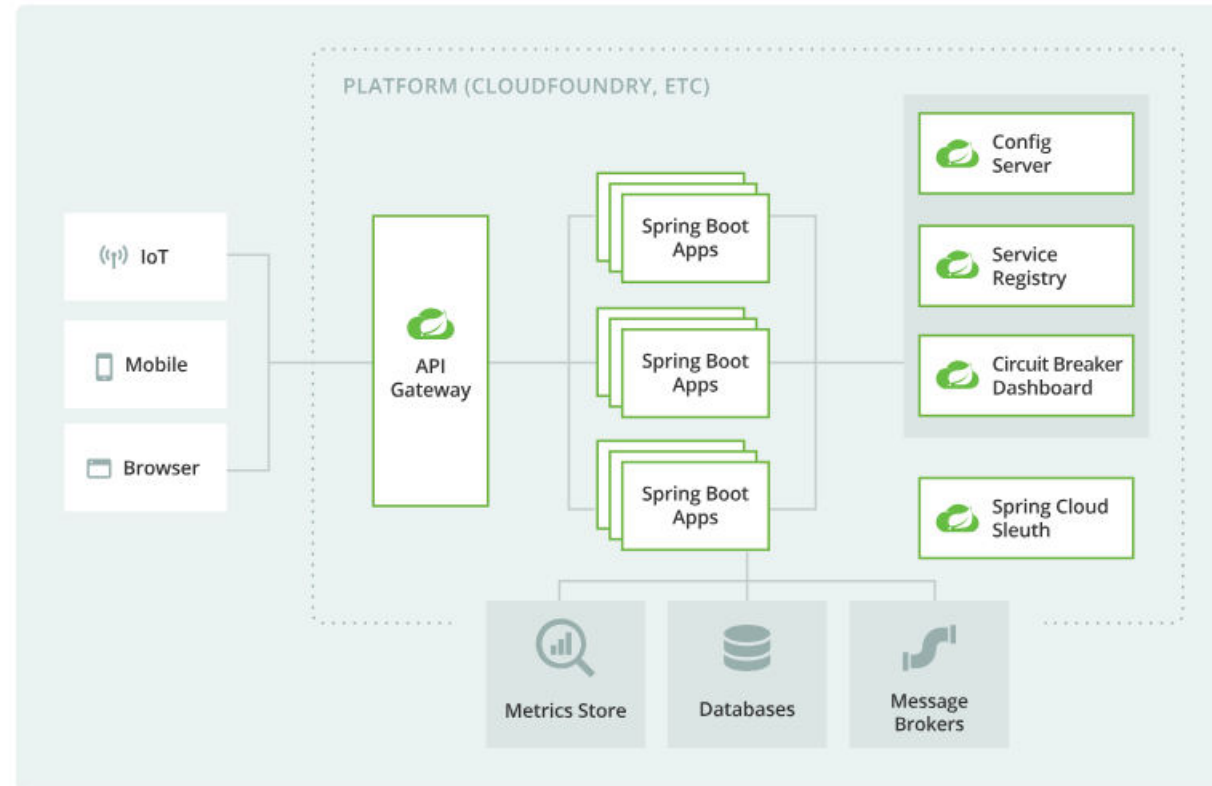 PLATFORM (CLOUDFOUNDRY, ETC)
IoT
Mobile
Browser
API
Gateway
Spring Boot
Apps
Spring Boot
Apps
Spring Boot
Apps
Config
Server
Service
Registry
Circuit Breaker
Dashboard
Spring Cloud
Sleuth
Metrics Store
Databases
Message
Brokers